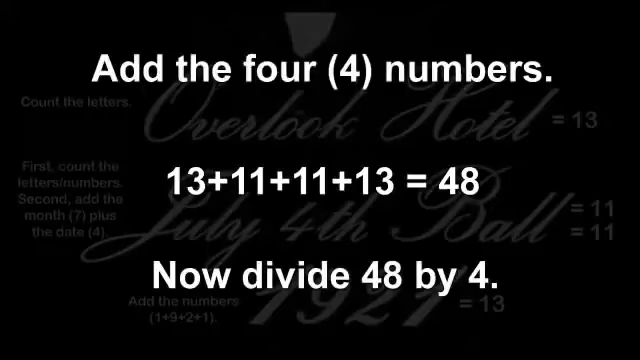 Add the four (4) numbers.
Count the letters.
Overlook Hotel = 13
13+11+11+13 = 48
First, count the
letters/numbers.
Second, add the
month (7) plus
the date (4).
July 4th Ball = 11
= 11
Now divide 48 by 4.
Add the numbers
(1+9+2+1).
1921 = 13